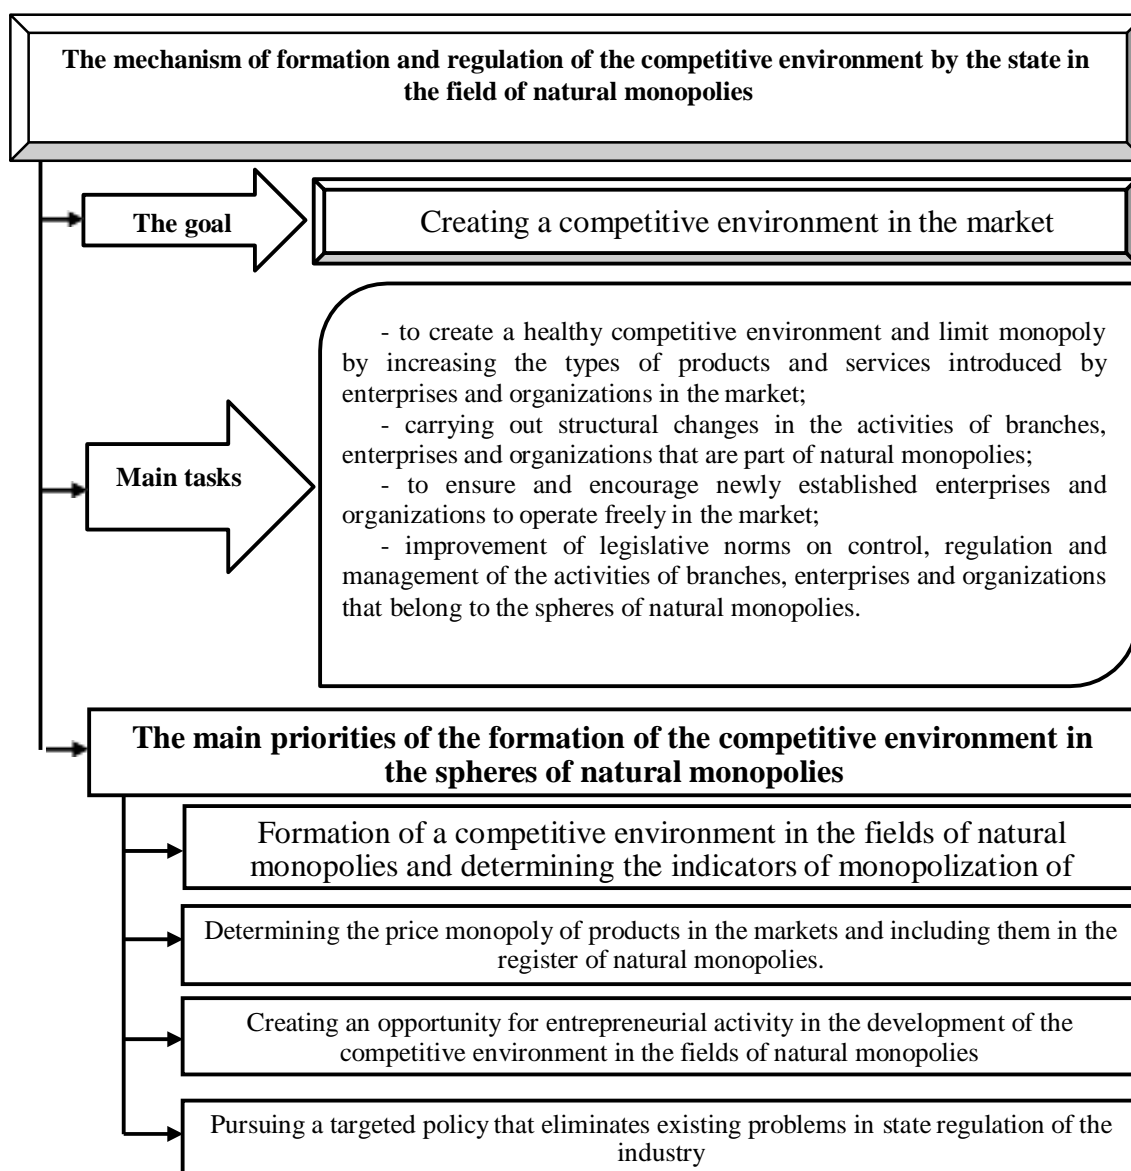 The mechanism of formation and regulation of the competitive environment by the state in
the field of natural monopolies
The goal
Creating a competitive environment in the market
Main tasks
- to create a healthy competitive environment and limit monopoly
by increasing the types of products and services introduced by
enterprises and organizations in the market;
- carrying out structural changes in the activities of branches,
enterprises and organizations that are part of natural monopolies;
- to ensure and encourage newly established enterprises and
organizations to operate freely in the market;
- improvement of legislative norms on control, regulation and
management of the activities of branches, enterprises and organizations
that belong to the spheres of natural monopolies.
The main priorities of the formation of the competitive environment in
the spheres of natural monopolies
Formation of a competitive environment in the fields of natural
monopolies and determining the indicators of monopolization of
Determining the price monopoly of products in the markets and including them in the
register of natural monopolies.
Creating an opportunity for entrepreneurial activity in the development of the
competitive environment in the fields of natural monopolies
Pursuing a targeted policy that eliminates existing problems in state regulation of the
industry